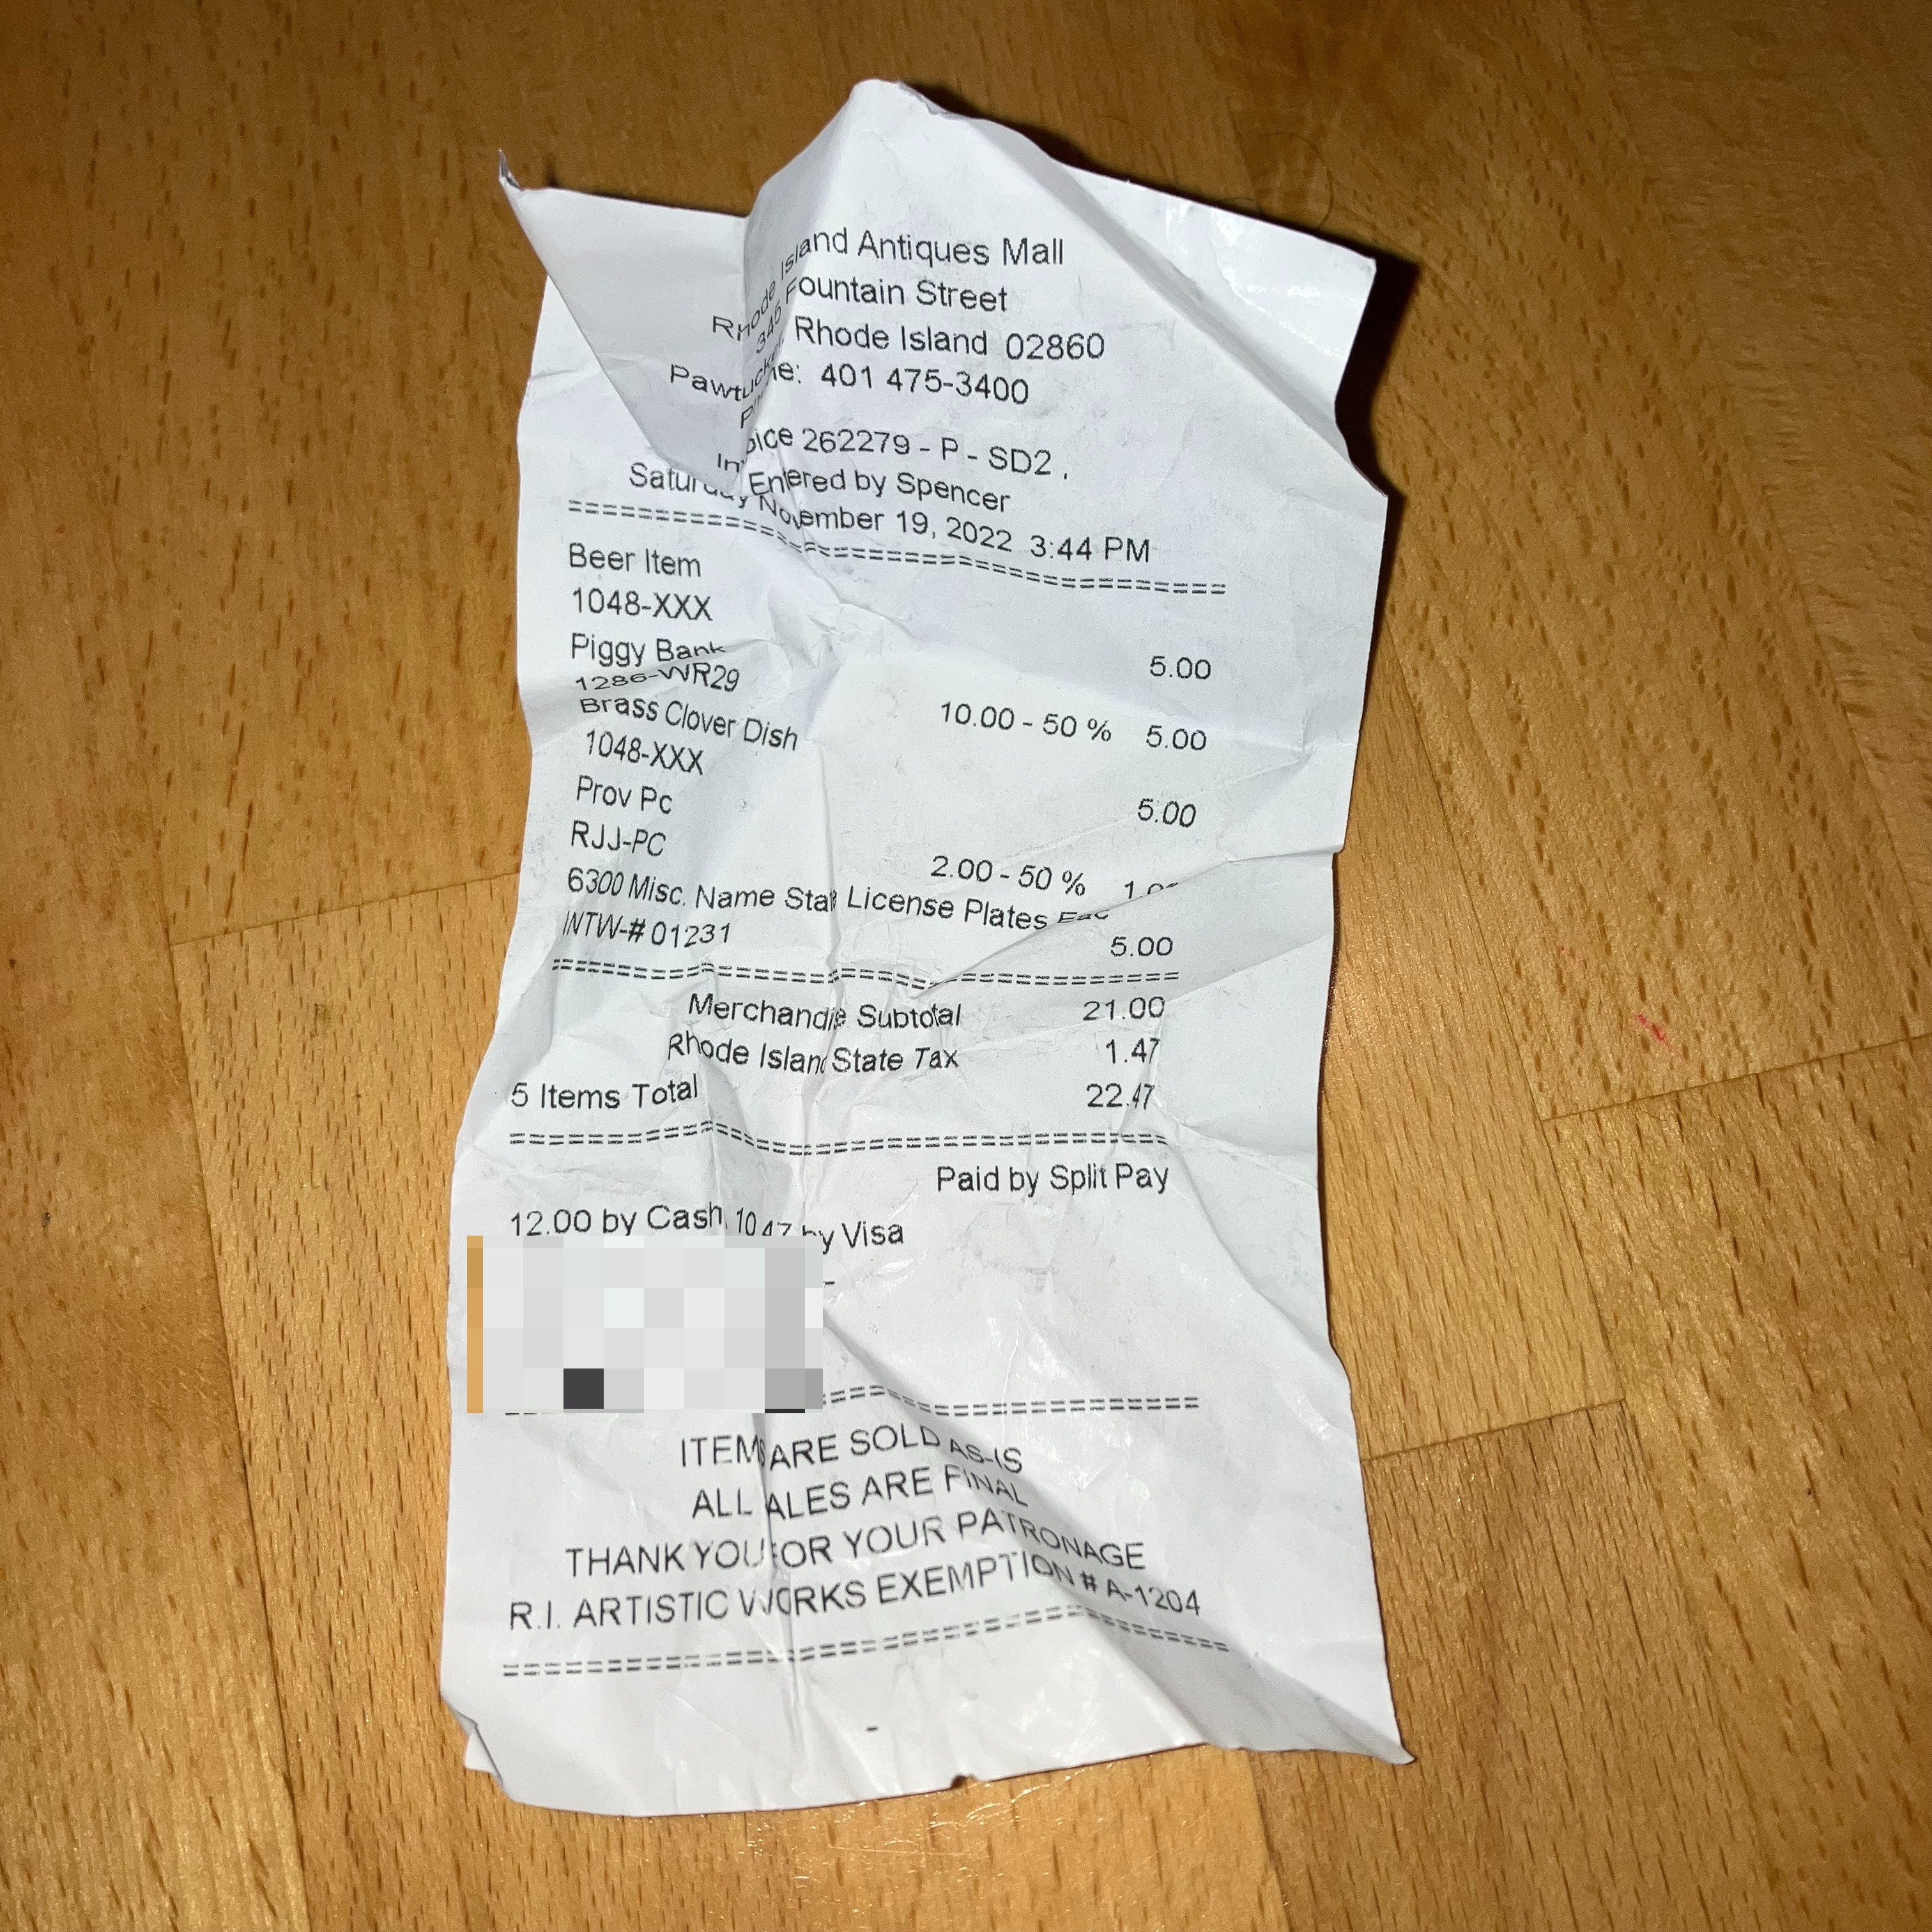 Rhode Island Antiques Mall
345 Fountain Street
Pawtucket, Rhode Island 02860
Phone: 401 475-3400
Invoice 262279 - P - SD2 ,
Entered by Spencer
Saturday November 19, 2022 3:44 PM
==========================================
Beer Item
1048-XXX 5.00
Piggy Bank
1286-WR29 10.00 - 50 % 5.00
Brass Clover Dish
1048-XXX 5.00
Prov Pc
RJJ-PC 2.00 - 50 % 1.00
6300 Misc. Name State License Plates
INTW-# 01231 5.00
==========================================
Merchandise Subtotal 21.00
Rhode Island State Tax 1.47
5 Items Total 22.47
==========================================
Paid by Split Pay
12.00 by Cash, 10.47 by Visa
==========================================
ITEMS ARE SOLD AS-IS
ALL SALES ARE FINAL
THANK YOU FOR YOUR PATRONAGE
R.I. ARTISTIC WORKS EXEMPTION # A-1204
==========================================
-